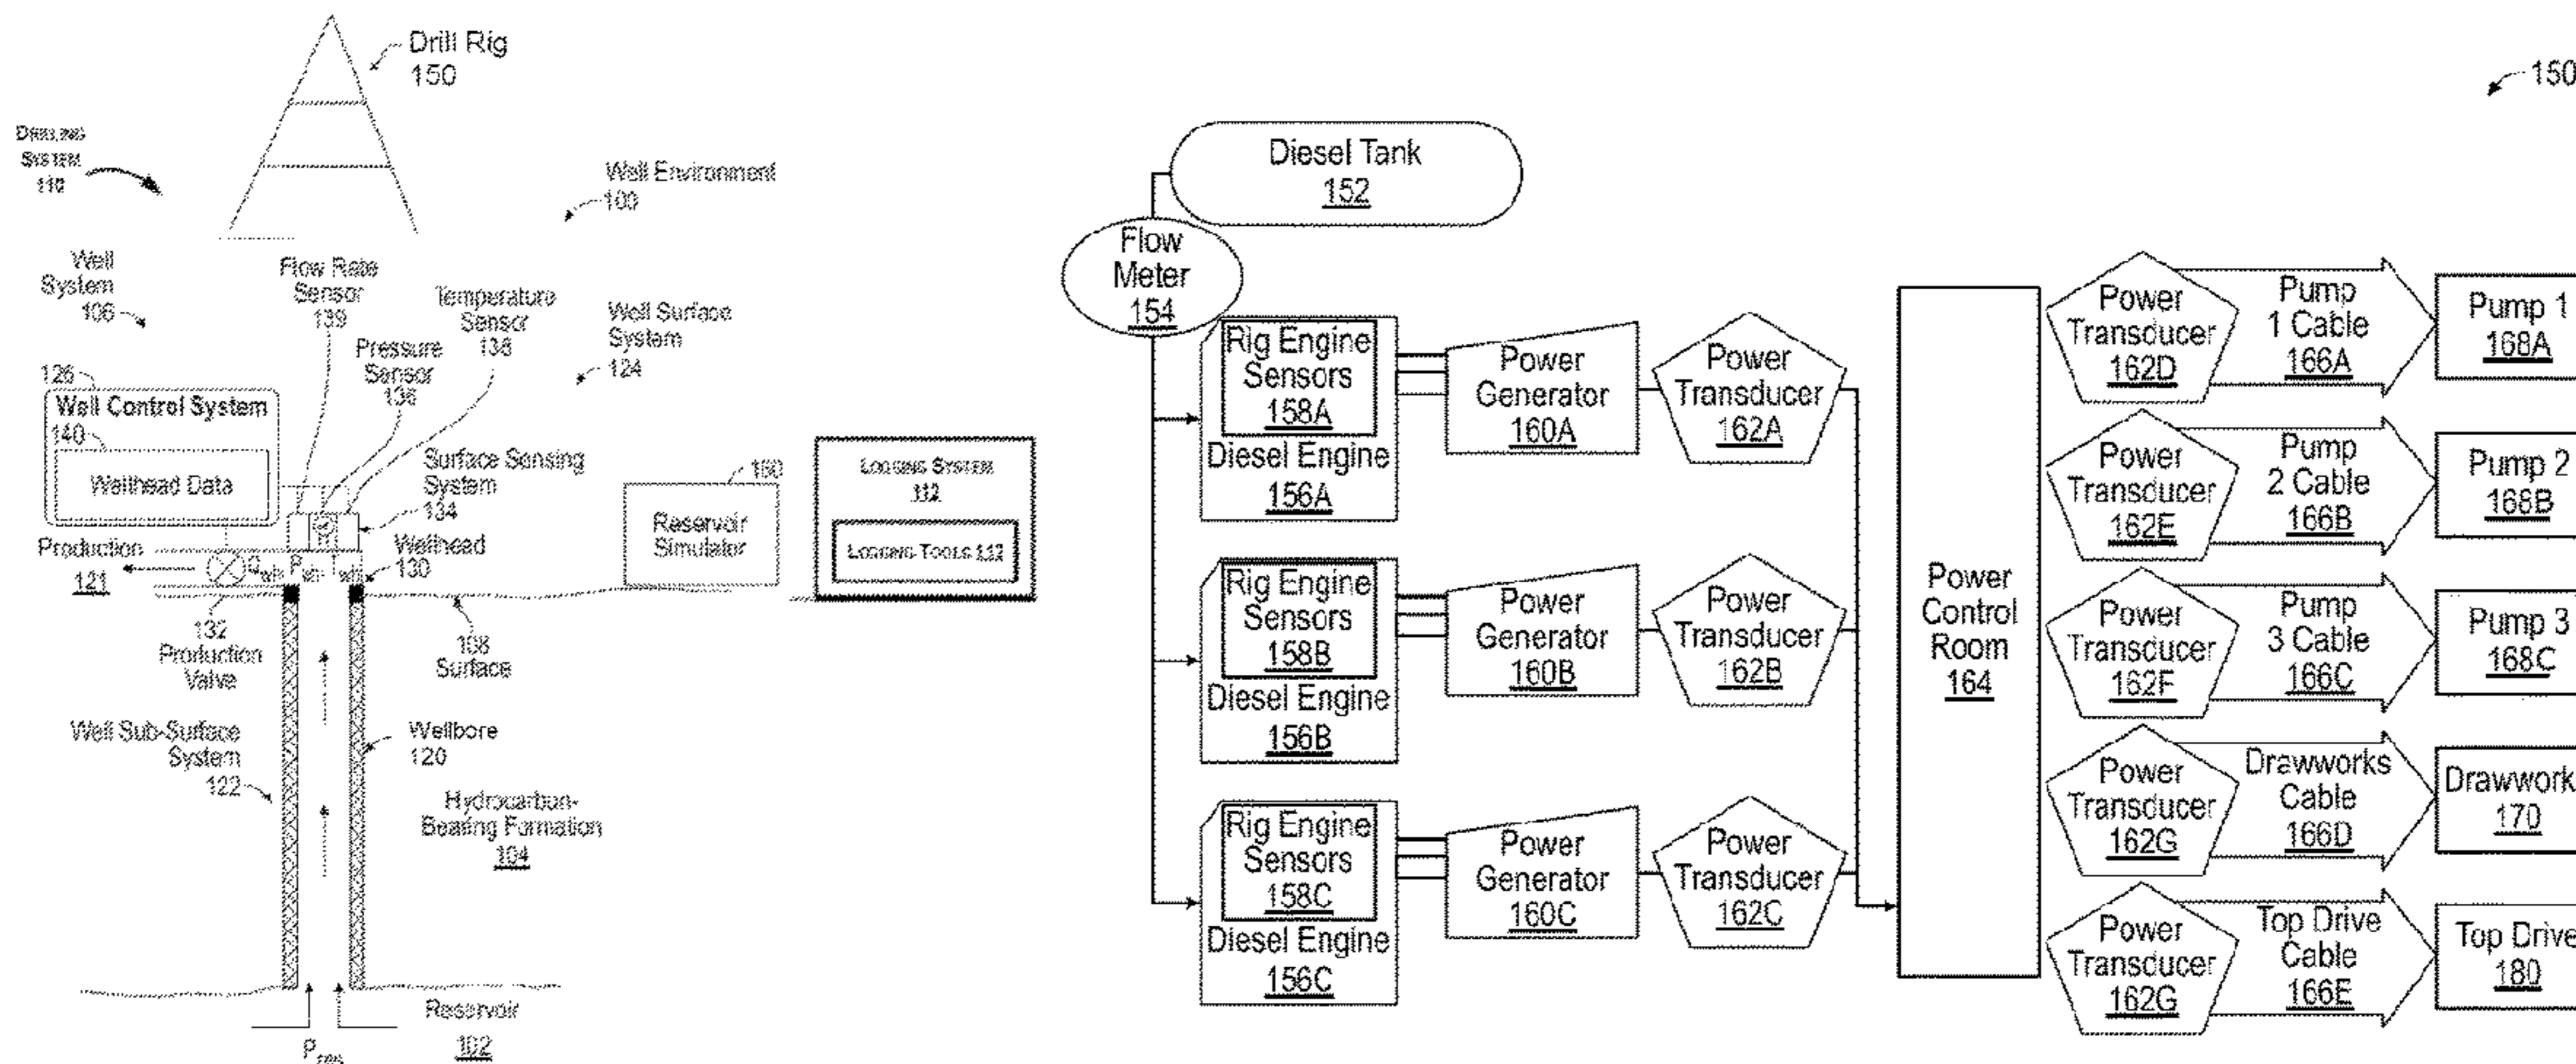 Drill Rig
150
DRILLING
SYSTEM
110
Well Environment
100
Well
System
106
Flow Rate
Sensor
139
Temperature
Sensor
138
Pressure
Sensor
136
Well Surface
System
124
126
Well Control System
140
Wellhead Data
Surface Sensing
System
134
Production
121
Wellhead
130
Reservoir
Simulator
LOGGING SYSTEM
112
LOGGING TOOLS 113
132
Production
Valve
108
Surface
Well Sub-Surface
System
122
Wellbore
120
Hydrocarbon-
Bearing Formation
104
Reservoir
102
Pres
150
Diesel Tank
152
Flow
Meter
154
Rig Engine
Sensors
158A
Diesel Engine
156A
Power
Generator
160A
Power
Transducer
162A
Rig Engine
Sensors
158B
Diesel Engine
156B
Power
Generator
160B
Power
Transducer
162B
Rig Engine
Sensors
158C
Diesel Engine
156C
Power
Generator
160C
Power
Transducer
162C
Power
Control
Room
164
Power
Transducer
162D
Pump
1 Cable
166A
Pump 1
168A
Power
Transducer
162E
Pump
2 Cable
166B
Pump 2
168B
Power
Transducer
162F
Pump
3 Cable
166C
Pump 3
168C
Power
Transducer
162G
Drawworks
Cable
166D
Drawwork
170
Power
Transducer
162G
Top Drive
Cable
166E
Top Drive
180